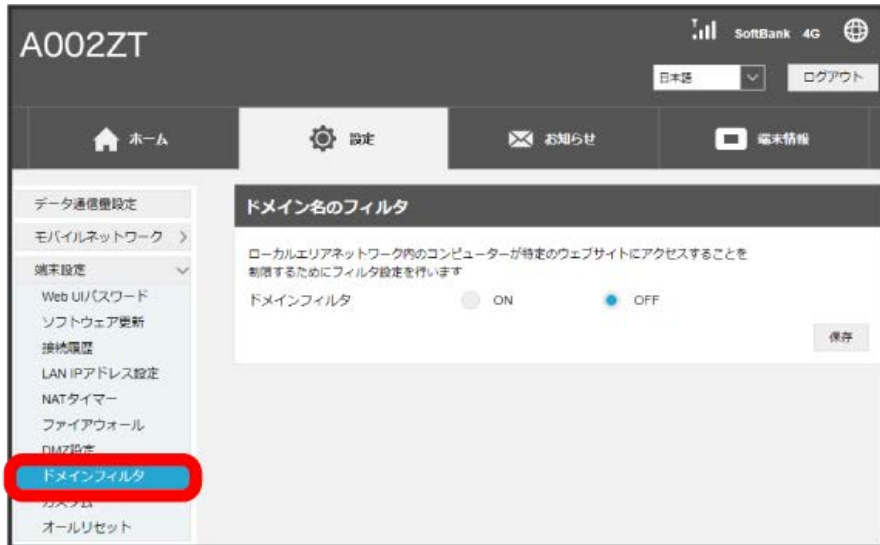 A002ZT
SoftBank 4G
日本語
ログアウト
ホーム
設定
お知らせ
端末情報
データ通信量設定
モバイルネットワーク
端末設定
Web UIパスワード
ソフトウェア更新
接続履歴
LAN IPアドレス設定
NATタイマー
ファイアウォール
DMZ設定
ドメインフィルタ
カスタム
オールリセット
ドメイン名のフィルタ
ローカルエリアネットワーク内のコンピューターが特定のウェブサイトにアクセスすることを
制限するためにフィルタ設定を行います
ドメインフィルタ ON OFF
保存